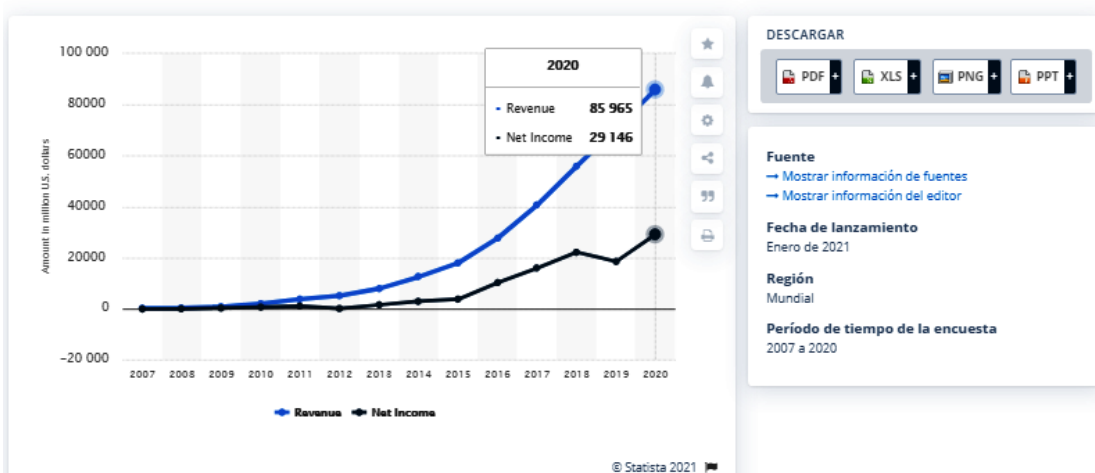 100 000
80000
60000
40000
20000
0
-20 000
Amount in million U.S. dollars
2020
Revenue 85 965
Net Income 29 146
2007 2008 2009 2010 2011 2012 2013 2014 2015 2016 2017 2018 2019 2020
Revenue Net Income
© Statista 2021
DESCARGAR
PDF + XLS + PNG + PPT +
Fuente
→ Mostrar información de fuentes
→ Mostrar información del editor
Fecha de lanzamiento
Enero de 2021
Región
Mundial
Período de tiempo de la encuesta
2007 a 2020